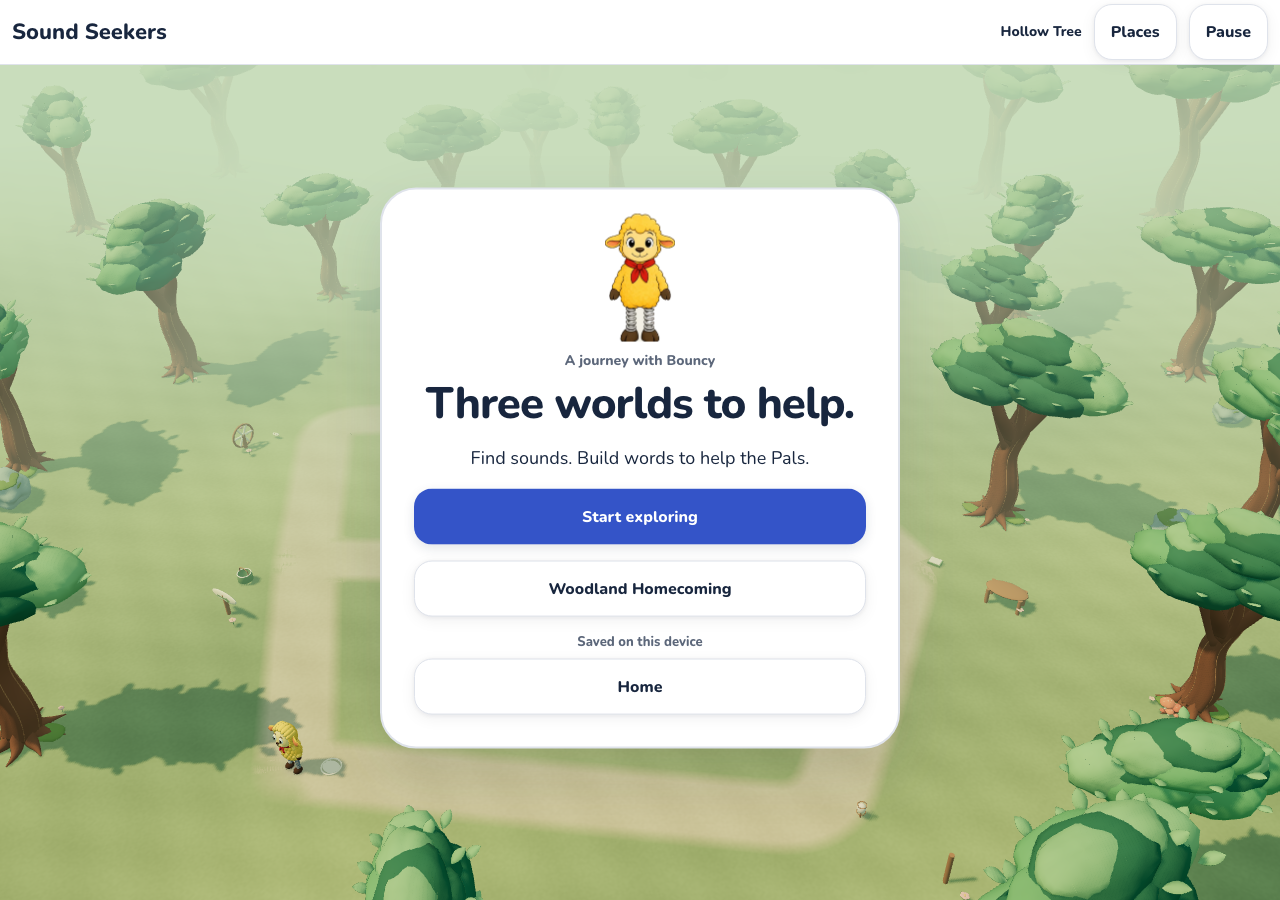 Sound Seekers
Hollow Tree
Places
Pause
A journey with Bouncy
Three worlds to help.
Find sounds. Build words to help the Pals.
Start exploring
Woodland Homecoming
Saved on this device
Home